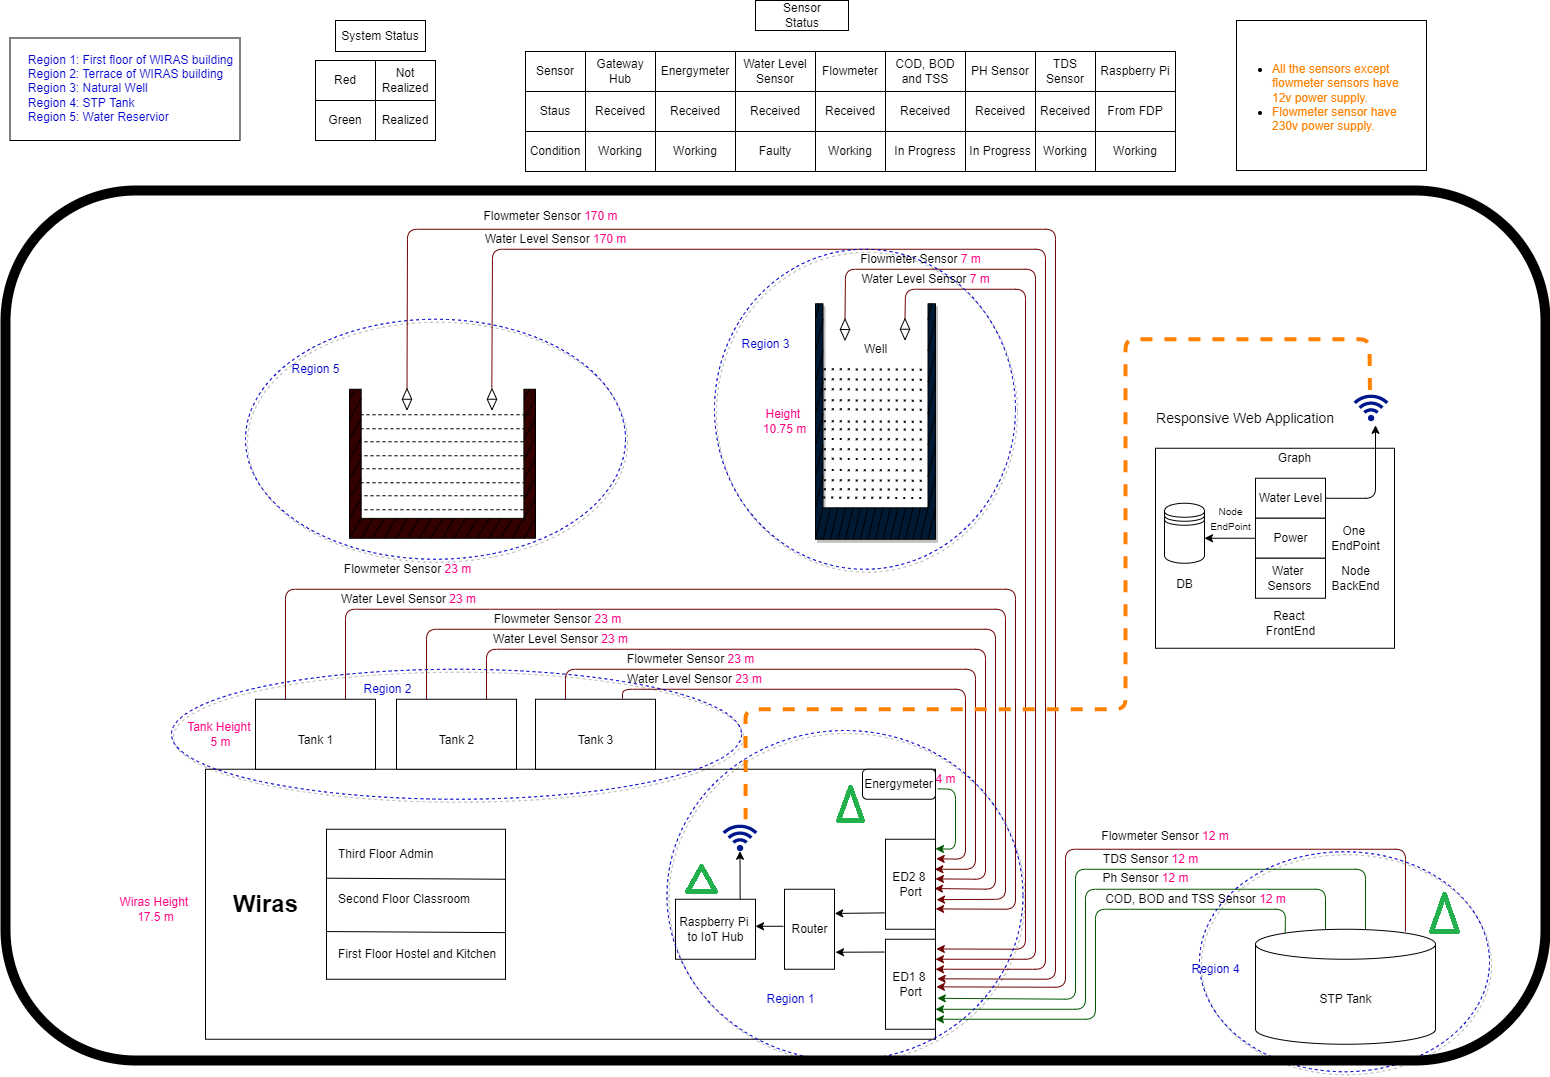 Sensor
Status
System Status
Region 1: First floor of WIRAS building
Region 2: Terrace of WIRAS building
Region 3: Natural Well
Region 4: STP Tank
Region 5: Water Reservior
Red
Not
Realized
Green
Realized
Sensor
Gateway
Hub
Energymeter
Water Level
Sensor
Flowmeter
COD, BOD
and TSS
PH Sensor
TDS
Sensor
Raspberry Pi
Staus
Received
Received
Received
Received
Received
Received
Received
From FDP
Condition
Working
Working
Faulty
Working
In Progress
In Progress
Working
Working
All the sensors except
flowmeter sensors have
12v power supply.
Flowmeter sensor have
230v power supply.
Flowmeter Sensor 170 m
Water Level Sensor 170 m
Flowmeter Sensor 7 m
Water Level Sensor 7 m
Region 3
Well
Region 5
Height
10.75 m
Responsive Web Application
Graph
Water Level
Node
EndPoint
Power
One
EndPoint
Water
Sensors
Node
BackEnd
DB
React
FrontEnd
Flowmeter Sensor 23 m
Water Level Sensor 23 m
Flowmeter Sensor 23 m
Water Level Sensor 23 m
Flowmeter Sensor 23 m
Water Level Sensor 23 m
Region 2
Tank Height
5 m
Tank 1
Tank 2
Tank 3
Energymeter
4 m
Flowmeter Sensor 12 m
TDS Sensor 12 m
Ph Sensor 12 m
COD, BOD and TSS Sensor 12 m
Third Floor Admin
Second Floor Classroom
First Floor Hostel and Kitchen
Wiras
Wiras Height
17.5 m
ED2 8
Port
Raspberry Pi
to IoT Hub
Router
ED1 8
Port
Region 1
Region 4
STP Tank